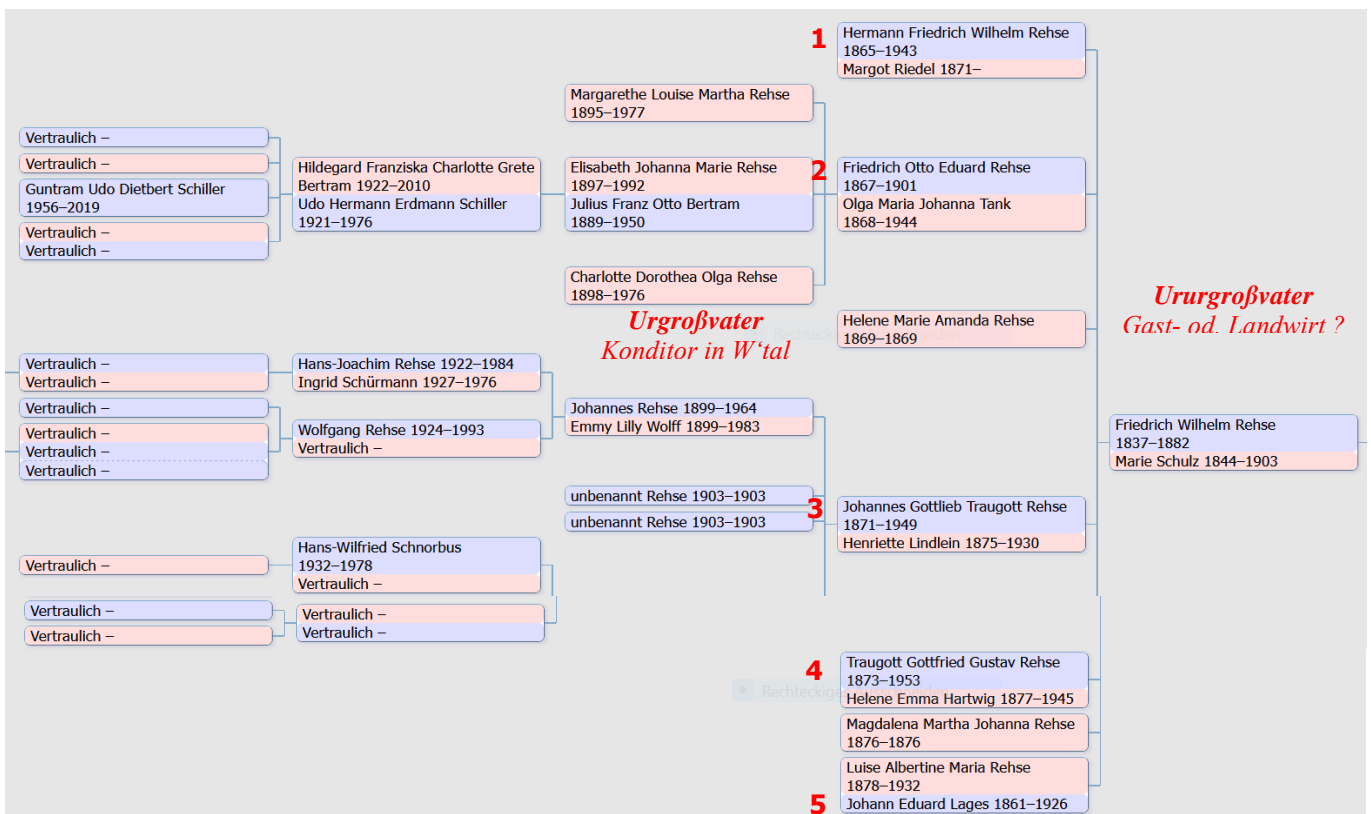 1
Hermann Friedrich Wilhelm Rehse
1865–1943
Margot Riedel 1871–
Margarethe Louise Martha Rehse
1895–1977
Vertraulich –
Vertraulich –
Guntram Udo Dietbert Schiller
1956–2019
Vertraulich –
Vertraulich –
Hildegard Franziska Charlotte Grete
Bertram 1922–2010
Udo Hermann Erdmann Schiller
1921–1976
Elisabeth Johanna Marie Rehse
1897–1992
Julius Franz Otto Bertram
1889–1950
2
Friedrich Otto Eduard Rehse
1867–1901
Olga Maria Johanna Tank
1868–1944
Charlotte Dorothea Olga Rehse
1898–1976
Urgroßvater
Konditor in W‘tal
Helene Marie Amanda Rehse
1869–1869
Ururgroßvater
Gast- od. Landwirt ?
Vertraulich –
Vertraulich –
Vertraulich –
Vertraulich –
Vertraulich –
Vertraulich –
Hans-Joachim Rehse 1922–1984
Ingrid Schürmann 1927–1976
Wolfgang Rehse 1924–1993
Vertraulich –
Johannes Rehse 1899–1964
Emmy Lilly Wolff 1899–1983
Friedrich Wilhelm Rehse
1837–1882
Marie Schulz 1844–1903
unbenannt Rehse 1903–1903
unbenannt Rehse 1903–1903
3
Johannes Gottlieb Traugott Rehse
1871–1949
Henriette Lindlein 1875–1930
Vertraulich –
Hans-Wilfried Schnorbus
1932–1978
Vertraulich –
Vertraulich –
Vertraulich –
Vertraulich –
Vertraulich –
4
Traugott Gottfried Gustav Rehse
1873–1953
Helene Emma Hartwig 1877–1945
Rechteckiges Ausschneiden
Magdalena Martha Johanna Rehse
1876–1876
Luise Albertine Maria Rehse
1878–1932
5
Johann Eduard Lages 1861–1926